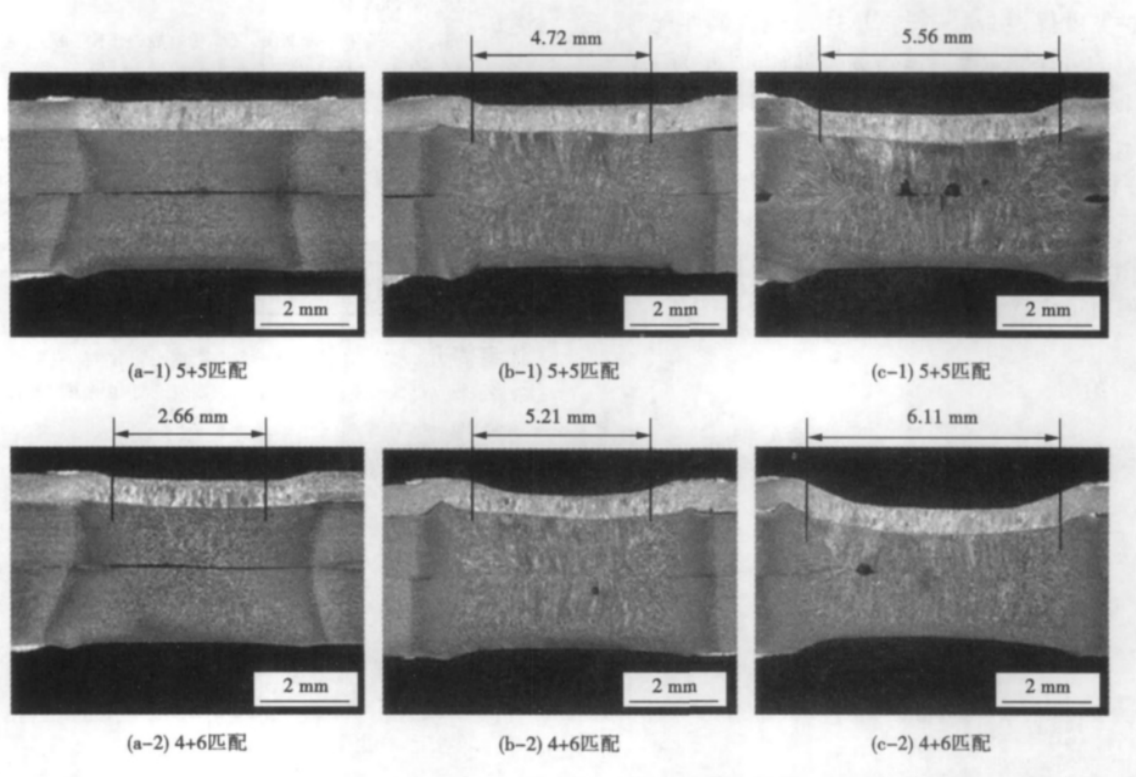 4.72 mm
5.56 mm
2 mm
2 mm
2 mm
(a-1) 5+5匹配
(b-1) 5+5匹配
(c-1) 5+5匹配
2.66 mm
5.21 mm
6.11 mm
2 mm
2 mm
2 mm
(a-2) 4+6匹配
(b-2) 4+6匹配
(c-2) 4+6匹配